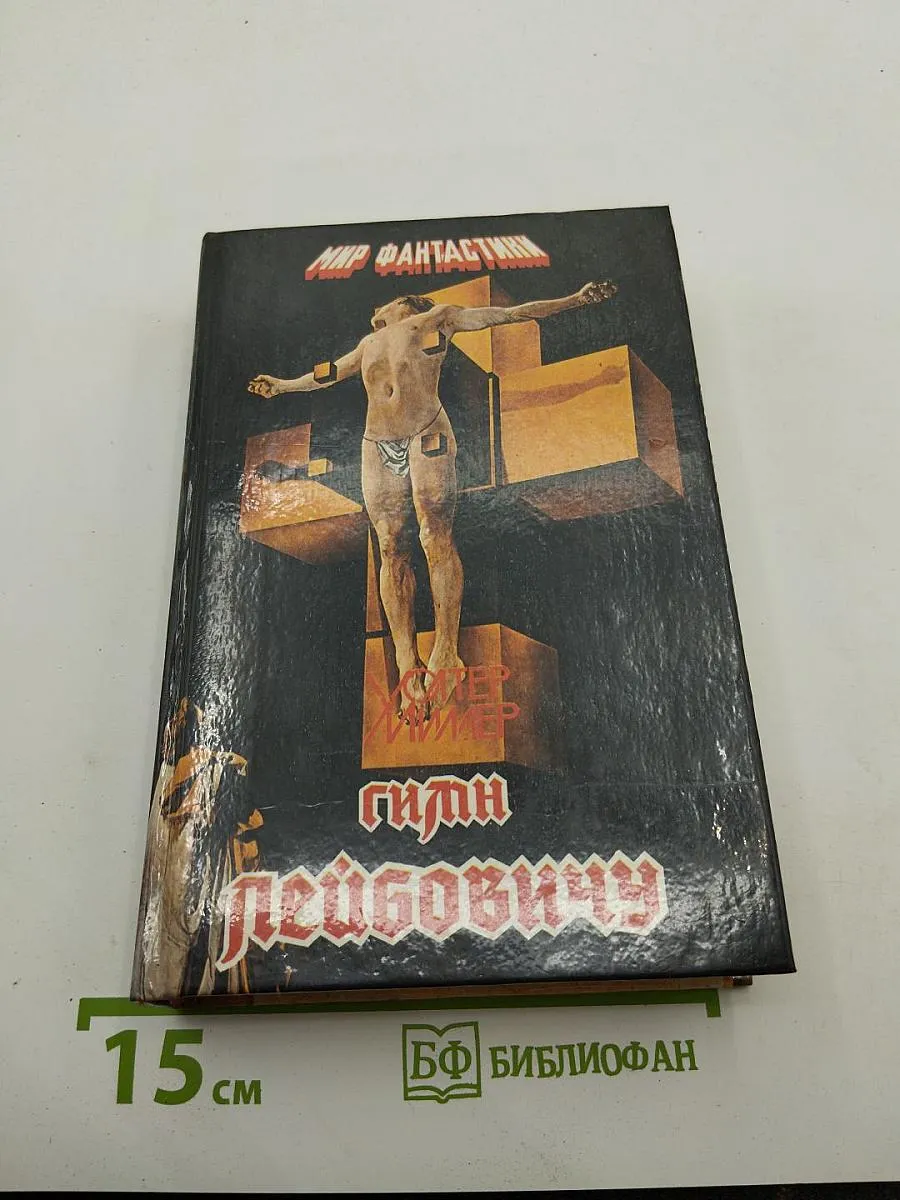 МИР ФАНТАСТИКИ
УОЛТЕР
МИЛЛЕР
ГИМН
ЛЕЙБОВИЧУ
15 см
БФ БИБЛИОФАН